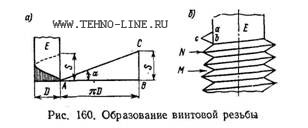 WWW.TEHNO-LINE.RU
а)
б)
E
C
E
S
S
S
α
c
a
b
N
M
D
A
πD
B
Рис. 160. Образование винтовой резьбы